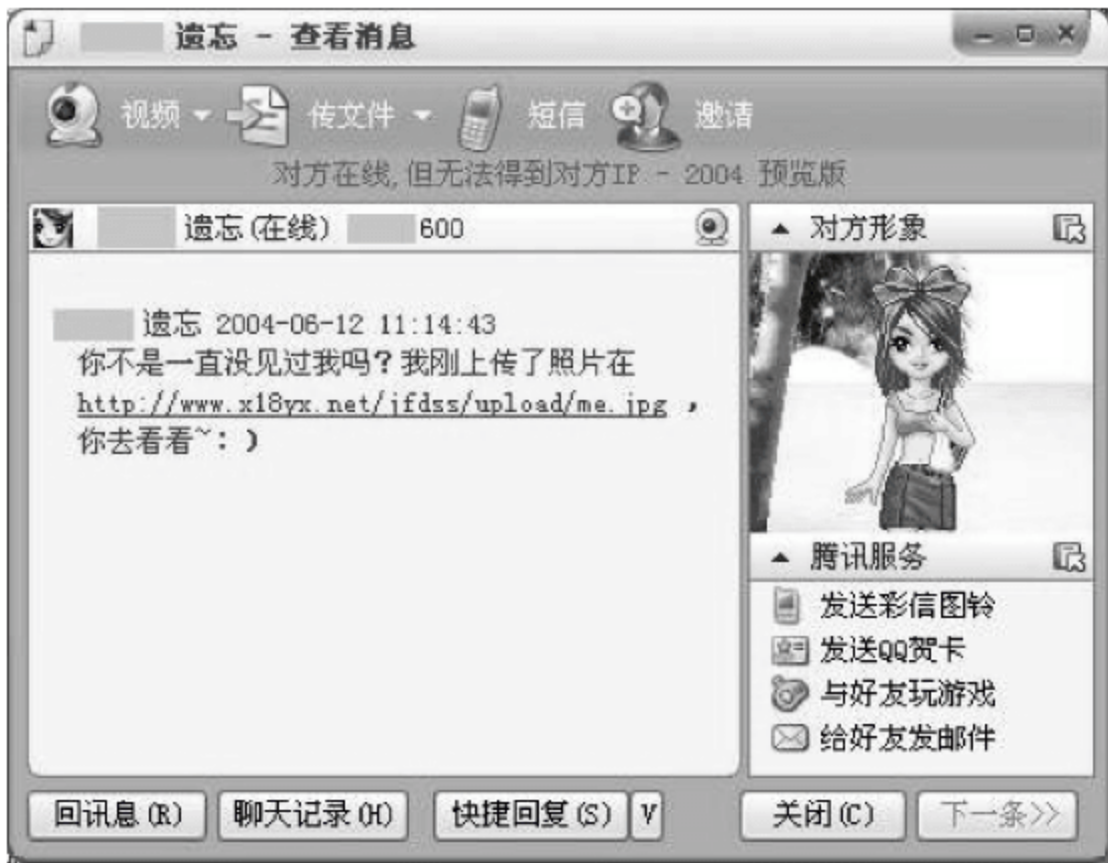 遗忘 - 查看消息
视频 传文件 短信 邀请
对方在线,但无法得到对方IP - 2004 预览版
遗忘(在线) 600
对方形象
遗忘 2004-06-12 11:14:43
你不是一直没见过我吗?我刚上传了照片在
http://www.x18yx.net/jfdss/upload/me.jpg ,
你去看看~:)
腾讯服务
发送彩信图铃
发送QQ贺卡
与好友玩游戏
给好友发邮件
回讯息(R) 聊天记录(H) 快捷回复(S) V 关闭(C) 下一条>>